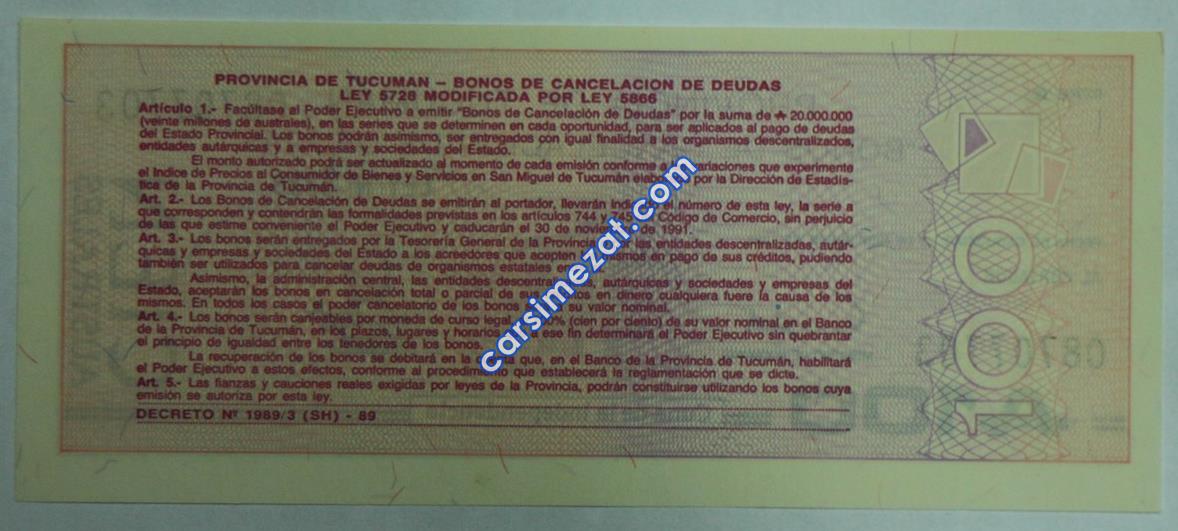 PROVINCIA DE TUCUMAN – BONOS DE CANCELACION DE DEUDAS
LEY 5728 MODIFICADA POR LEY 5866
Artículo 1.- Facúltase al Poder Ejecutivo a emitir "Bonos de Cancelación de Deudas" por la suma de ₳ 20.000.000
(veinte millones de australes), en las series que se determinen en cada oportunidad, para ser aplicados al pago de deudas
del Estado Provincial. Los bonos podrán asimismo, ser entregados con igual finalidad a los organismos descentralizados,
entidades autárquicas y a empresas y sociedades del Estado.
El monto autorizado podrá ser actualizado al momento de cada emisión conforme a variaciones que experimente
el Indice de Precios al Consumidor de Bienes y Servicios en San Miguel de Tucumán por la Dirección de Estadís-
tica de la Provincia de Tucumán.
Art. 2.- Los Bonos de Cancelación de Deudas se emitirán al portador, llevarán el número de esta ley, la serie a
que corresponden y contendrán las formalidades previstas en los artículos 744 y 745 Código de Comercio, sin perjuicio
de las que estime conveniente el Poder Ejecutivo y caducarán el 30 de de 1991.
Art. 3.- Los bonos serán entregados por la Tesorería General de la Provincia las entidades descentralizadas, autár-
quicas y empresas y sociedades del Estado a los acreedores que acepten en pago de sus créditos, pudiendo
también ser utilizados para cancelar deudas de organismos estatales
Asimismo, la administración central, las entidades autárquicas y sociedades y empresas del
Estado, aceptarán los bonos en cancelación total o parcial de en dinero cualquiera fuere la causa de los
mismos. En todos los casos el poder cancelatorio de los bonos su valor nominal.
Art. 4.- Los bonos serán canjeables por moneda de curso legal (cien por ciento) de su valor nominal en el Banco
de la Provincia de Tucumán, en los plazos, lugares y horarios a ese fin determinará el Poder Ejecutivo sin quebrantar
el principio de igualdad entre los tenedores de los bonos.
La recuperación de los bonos se debitará en la que, en el Banco de la Provincia de Tucumán, habilitará
el Poder Ejecutivo a estos efectos, conforme al procedimiento que establecerá la reglamentación que se dicte.
Art. 5.- Las fianzas y cauciones reales exigidas por leyes de la Provincia, podrán constituirse utilizando los bonos cuya
emisión se autoriza por esta ley.
DECRETO Nº 1989/3 (SH) - 89
100
carsimezat.com